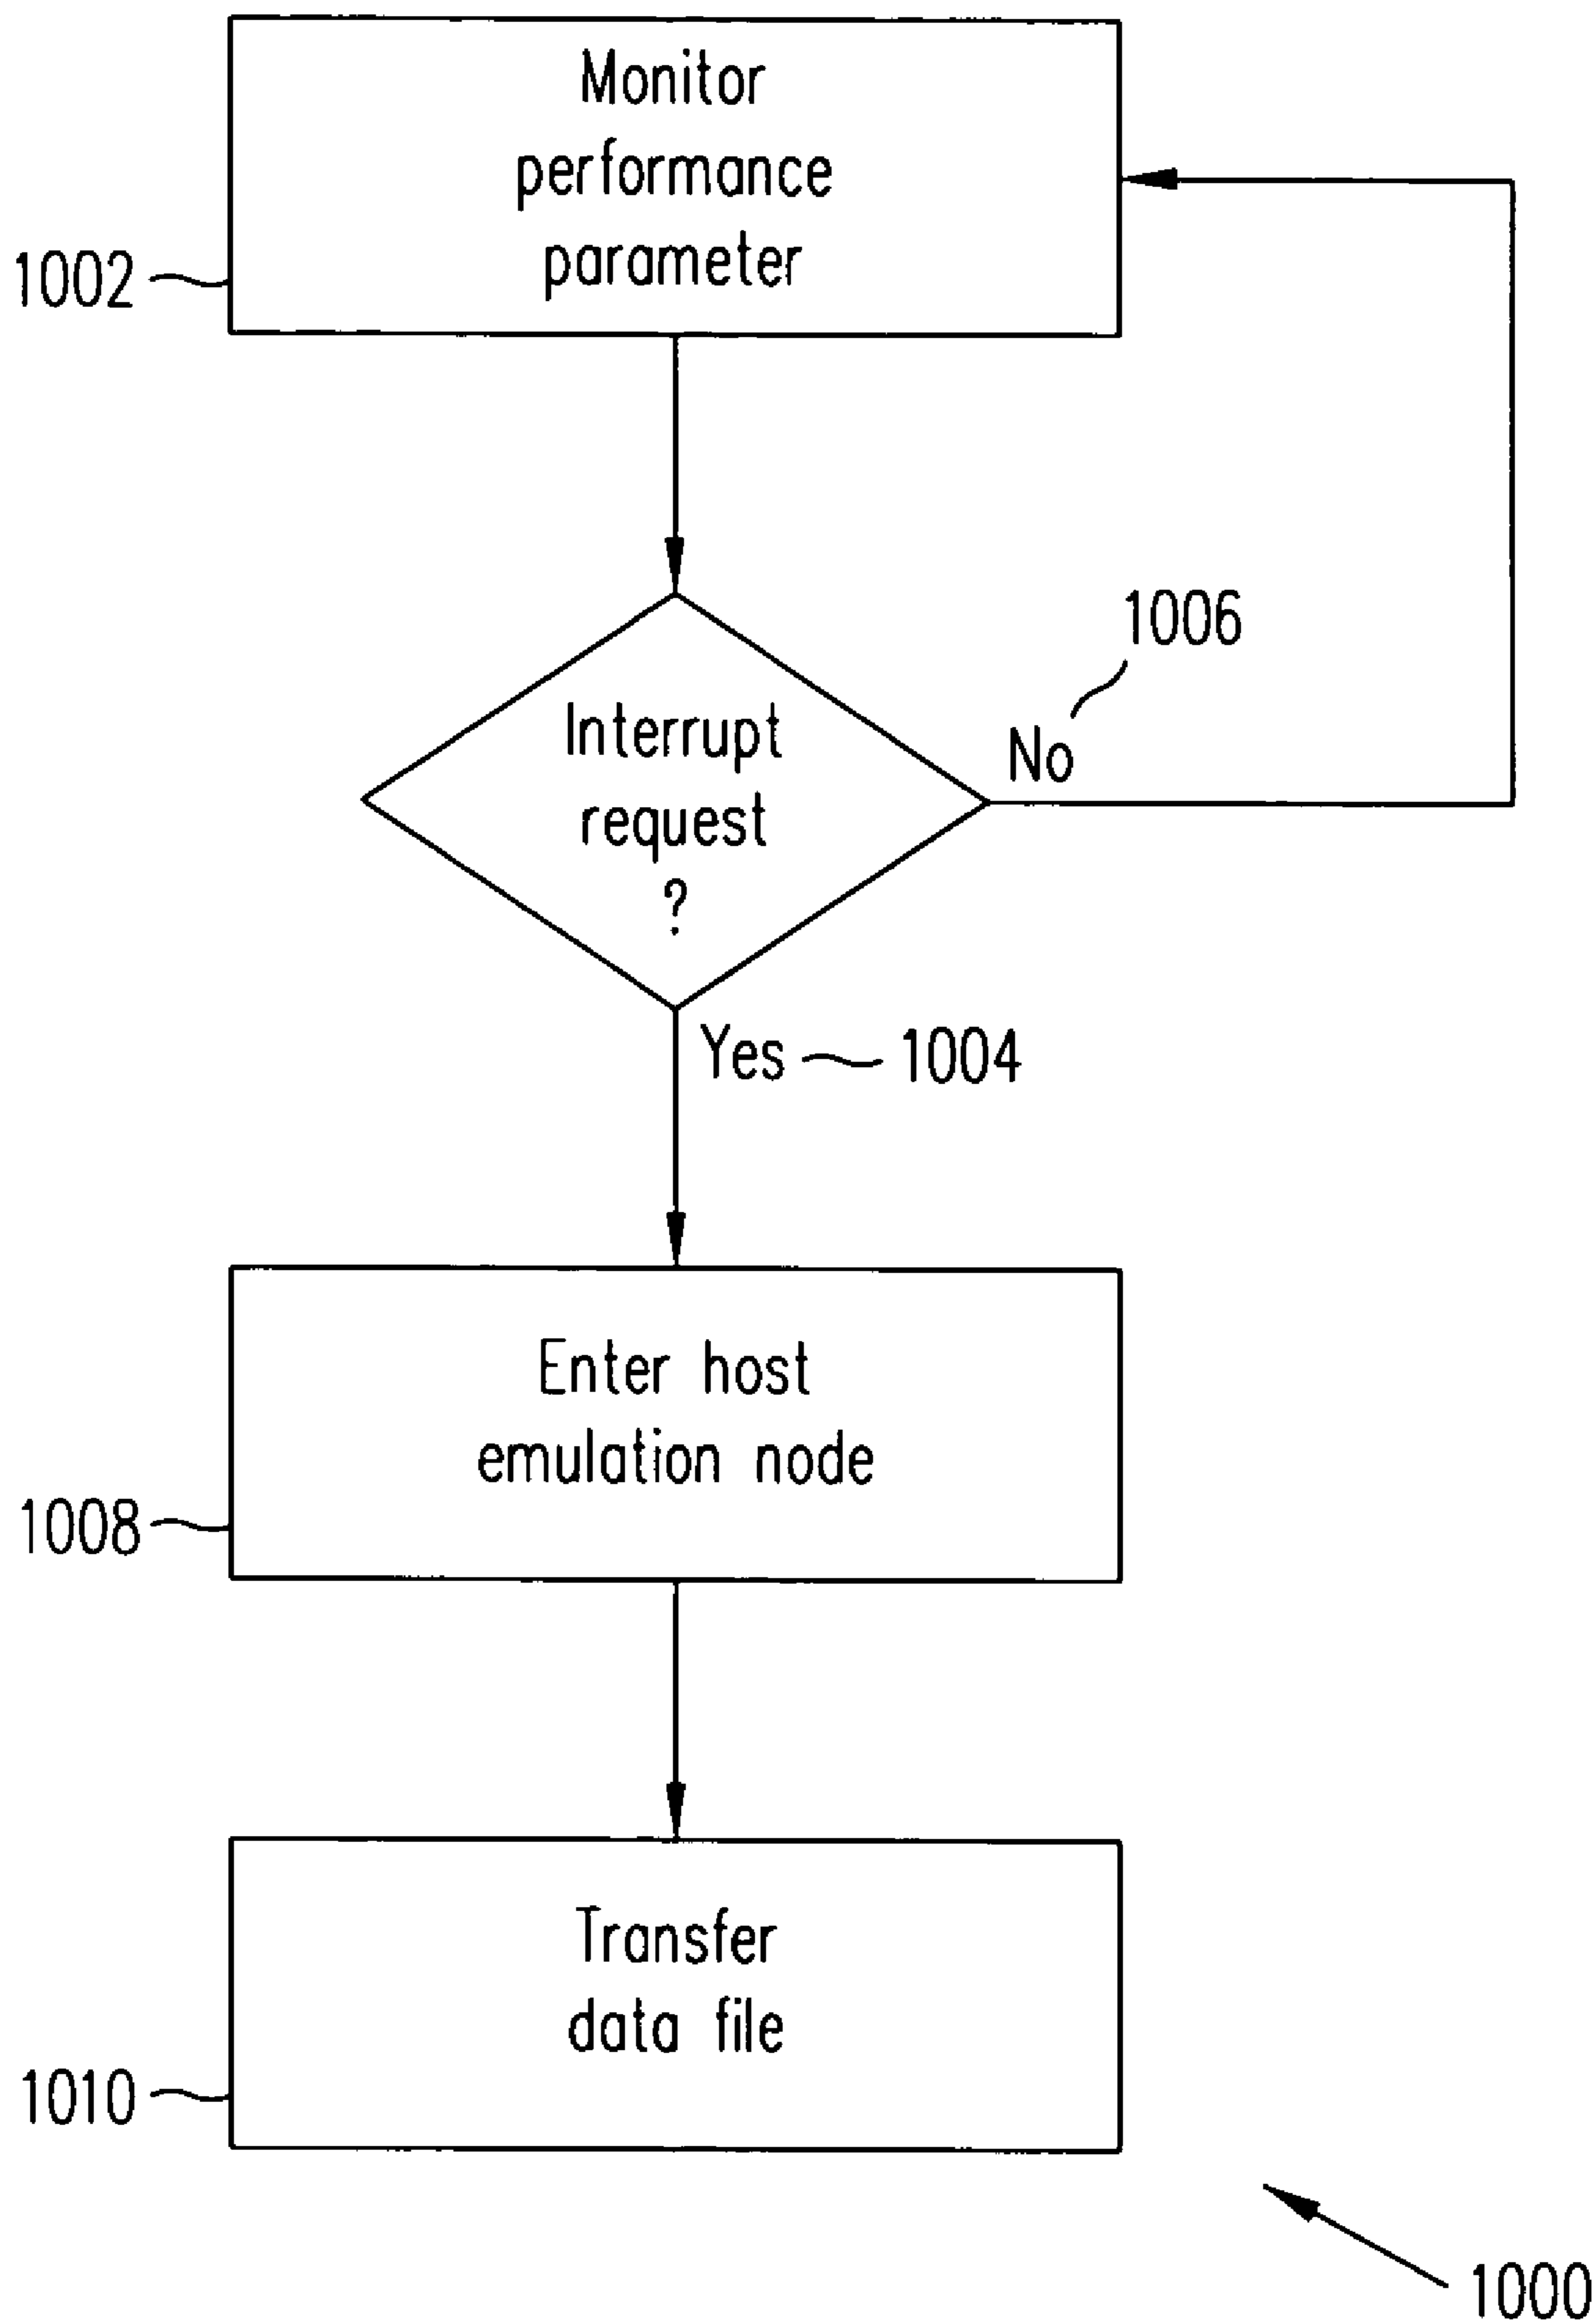 Monitor
performance
parameter
1002
1006
Interrupt
request
?
No
Yes
1004
Enter host
emulation node
1008
Transfer
data file
1010
1000